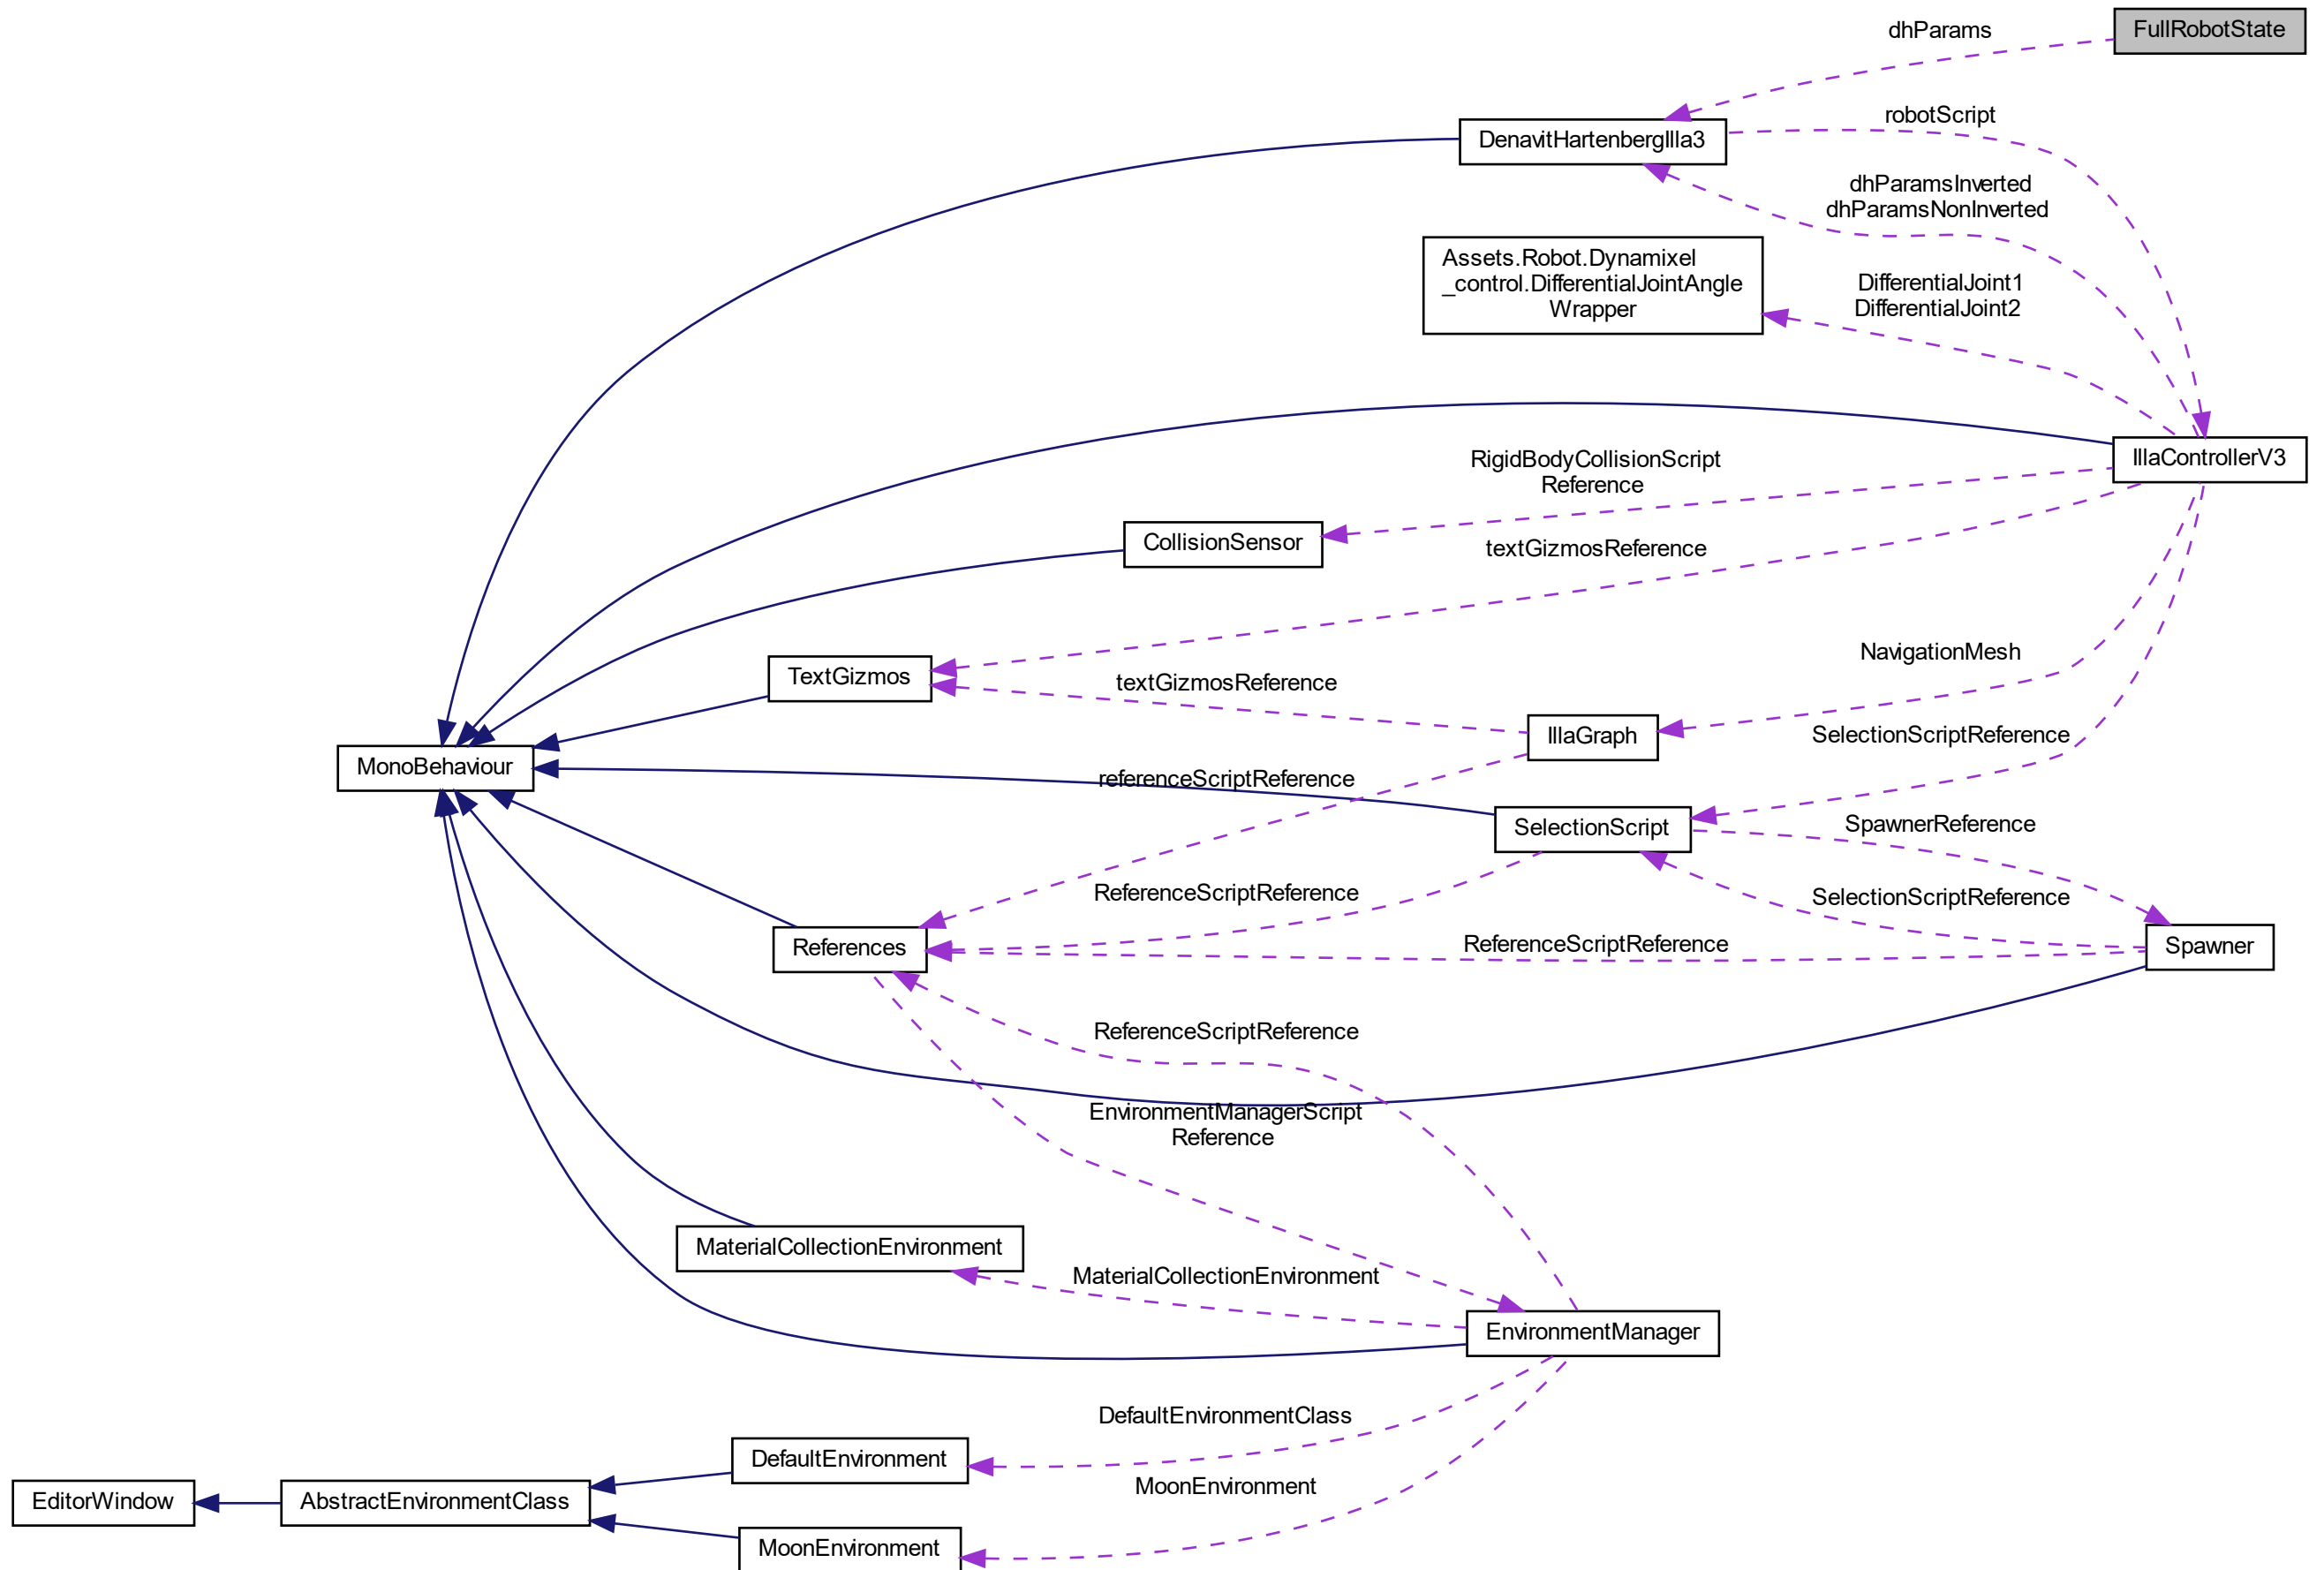 FullRobotState
dhParams
DenavitHartenbergIlla3
robotScript
dhParamsInverted
dhParamsNonInverted
Assets.Robot.Dynamixel
_control.DifferentialJointAngle
Wrapper
DifferentialJoint1
DifferentialJoint2
IllaControllerV3
RigidBodyCollisionScript
Reference
CollisionSensor
textGizmosReference
NavigationMesh
TextGizmos
textGizmosReference
IllaGraph
SelectionScriptReference
MonoBehaviour
referenceScriptReference
SelectionScript
SpawnerReference
ReferenceScriptReference
SelectionScriptReference
References
ReferenceScriptReference
Spawner
ReferenceScriptReference
EnvironmentManagerScript
Reference
MaterialCollectionEnvironment
MaterialCollectionEnvironment
EnvironmentManager
DefaultEnvironmentClass
DefaultEnvironment
MoonEnvironment
EditorWindow
AbstractEnvironmentClass
MoonEnvironment